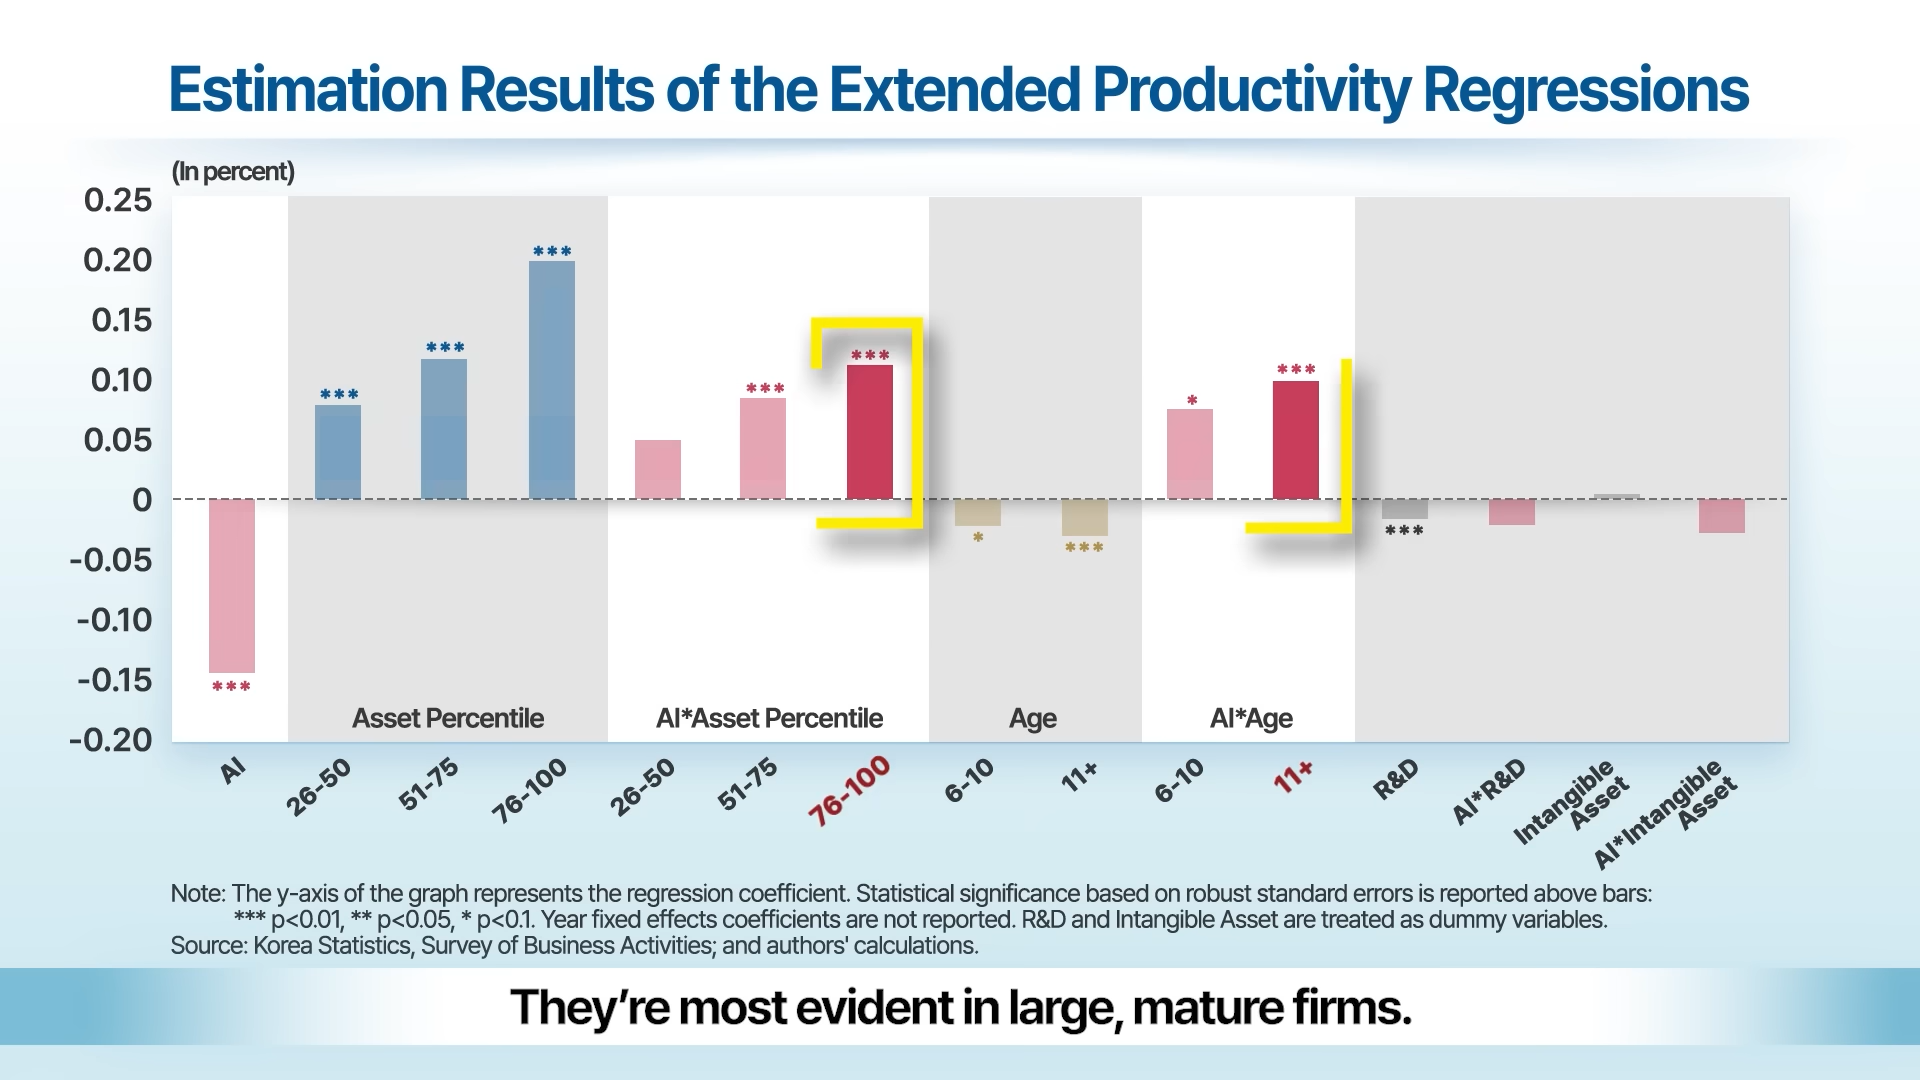 Estimation Results of the Extended Productivity Regressions
(In percent)
0.25
0.20
0.15
0.10
0.05
0
-0.05
-0.10
-0.15
-0.20
***
***
***
***
***
***
*
***
*
***
***
Asset Percentile
AI*Asset Percentile
Age
AI*Age
AI
26-50
51-75
76-100
26-50
51-75
76-100
6-10
11+
6-10
11+
R&D
AI*R&D
Intangible
Asset
AI*Intangible
Asset
Note: The y-axis of the graph represents the regression coefficient. Statistical significance based on robust standard errors is reported above bars:
*** p<0.01, ** p<0.05, * p<0.1. Year fixed effects coefficients are not reported. R&D and Intangible Asset are treated as dummy variables.
Source: Korea Statistics, Survey of Business Activities; and authors' calculations.
They’re most evident in large, mature firms.